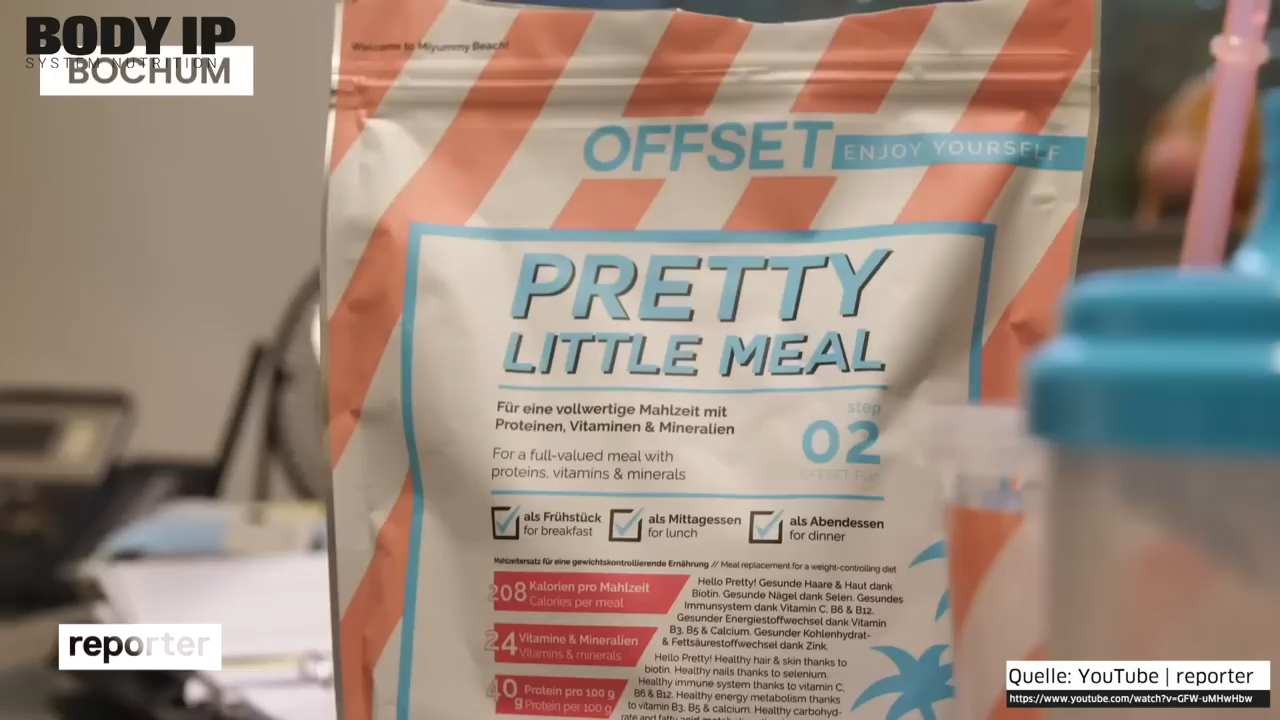 BODY IP
SYSTEM NUTRITION
BOCHUM
Welcome to Miyummy Beach!
OFFSET
ENJOY YOURSELF
PRETTY
LITTLE MEAL
Für eine vollwertige Mahlzeit mit
Proteinen, Vitaminen & Mineralien
For a full-valued meal with
proteins, vitamins & minerals
step
02
als Frühstück
for breakfast
als Mittagessen
for lunch
als Abendessen
for dinner
Mahlzeitersatz für eine gewichtskontrollierende Ernährung // Meal replacement for a weight-controlling diet
208 Kalorien pro Mahlzeit
Calories per meal
24 Vitamine & Mineralien
Vitamins & minerals
40 g Protein pro 100 g
Protein per 100 g
Hello Pretty! Gesunde Haare & Haut dank
Biotin. Gesunde Nägel dank Selen. Gesundes
Immunsystem dank Vitamin C, B6 & B12.
Gesunder Energiestoffwechsel dank Vitamin
B3, B5 & Calcium. Gesunder Kohlenhydrat-
& Fettsäurestoffwechsel dank Zink.
Hello Pretty! Healthy hair & skin thanks to
biotin. Healthy nails thanks to selenium.
Healthy immune system thanks to vitamin C,
B6 & B12. Healthy energy metabolism thanks
to vitamin B3, B5 & calcium. Healthy carbohyd-
reporter
Quelle: YouTube | reporter
https://www.youtube.com/watch?v=GFW-uMHwHbw